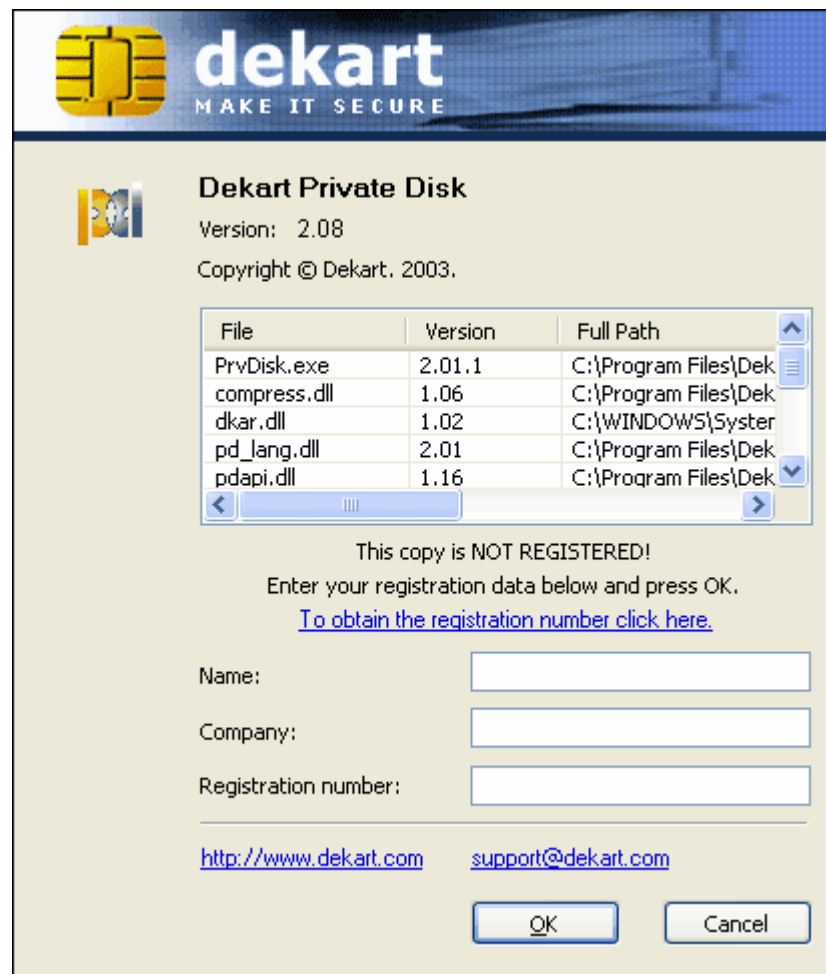 dekart
MAKE IT SECURE
Dekart Private Disk
Version: 2.08
Copyright © Dekart. 2003.
File Version Full Path
PrvDisk.exe 2.01.1 C:\Program Files\Dek
compress.dll 1.06 C:\Program Files\Dek
dkar.dll 1.02 C:\WINDOWS\System
pd_lang.dll 2.01 C:\Program Files\Dek
pdapi.dll 1.16 C:\Program Files\Dek
This copy is NOT REGISTERED!
Enter your registration data below and press OK.
To obtain the registration number click here.
Name:
Company:
Registration number:
http://www.dekart.com support@dekart.com
OK Cancel